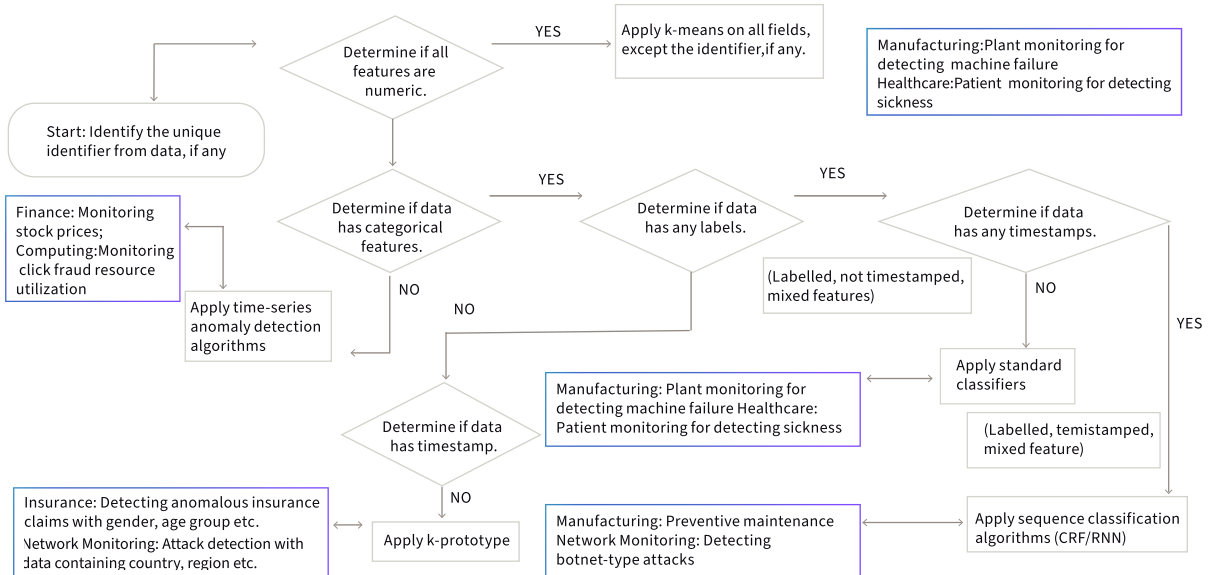 Determine if all
features are
numeric.
YES
Apply k-means on all fields,
except the identifier,if any.
Manufacturing:Plant monitoring for
detecting machine failure
Healthcare:Patient monitoring for detecting
sickness
Start: Identify the unique
identifier from data, if any
Determine if data
has categorical
features.
YES
Determine if data
has any labels.
YES
Determine if data
has any timestamps.
Finance: Monitoring
stock prices;
Computing:Monitoring
click fraud resource
utilization
NO
Apply time-series
anomaly detection
algorithms
NO
(Labelled, not timestamped,
mixed features)
NO
YES
Apply standard
classifiers
Manufacturing: Plant monitoring for
detecting machine failure Healthcare:
Patient monitoring for detecting sickness
Determine if data
has timestamp.
(Labelled, temistamped,
mixed feature)
NO
Insurance: Detecting anomalous insurance
claims with gender, age group etc.
Network Monitoring: Attack detection with
data containing country, region etc.
Apply k-prototype
Manufacturing: Preventive maintenance
Network Monitoring: Detecting
botnet-type attacks
Apply sequence classification
algorithms (CRF/RNN)